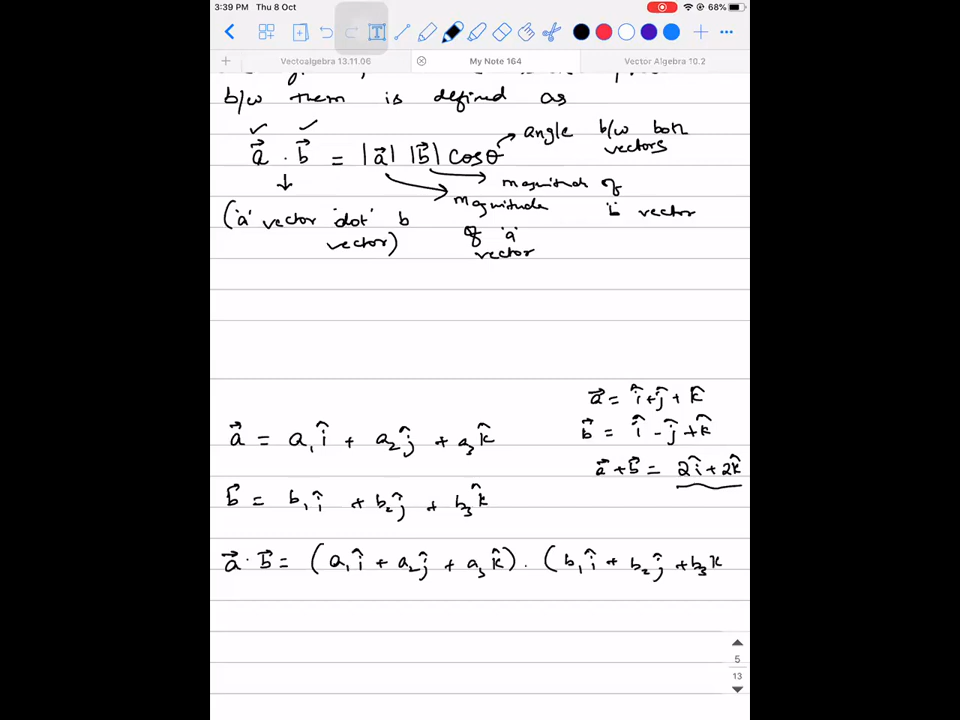 3:39 PM Thu 8 Oct 68%
Vectoalgebra 13.11.06 My Note 164 Vector Algebra 10.2
b/w them is defined as
a⃗ . b⃗ = |a⃗| |b⃗| cosθ
angle b/w both
vectors
magnitude of
'b' vector
magnitude
of 'a'
vector
('a' vector 'dot' b
vector)
a⃗ = î + ĵ + k̂
b⃗ = î - ĵ + k̂
a⃗ + b⃗ = 2î + 2k̂
a⃗ = a₁î + a₂ĵ + a₃k̂
b⃗ = b₁î + b₂ĵ + b₃k̂
a⃗ . b⃗ = (a₁î + a₂ĵ + a₃k̂) . (b₁î + b₂ĵ + b₃k
5
13